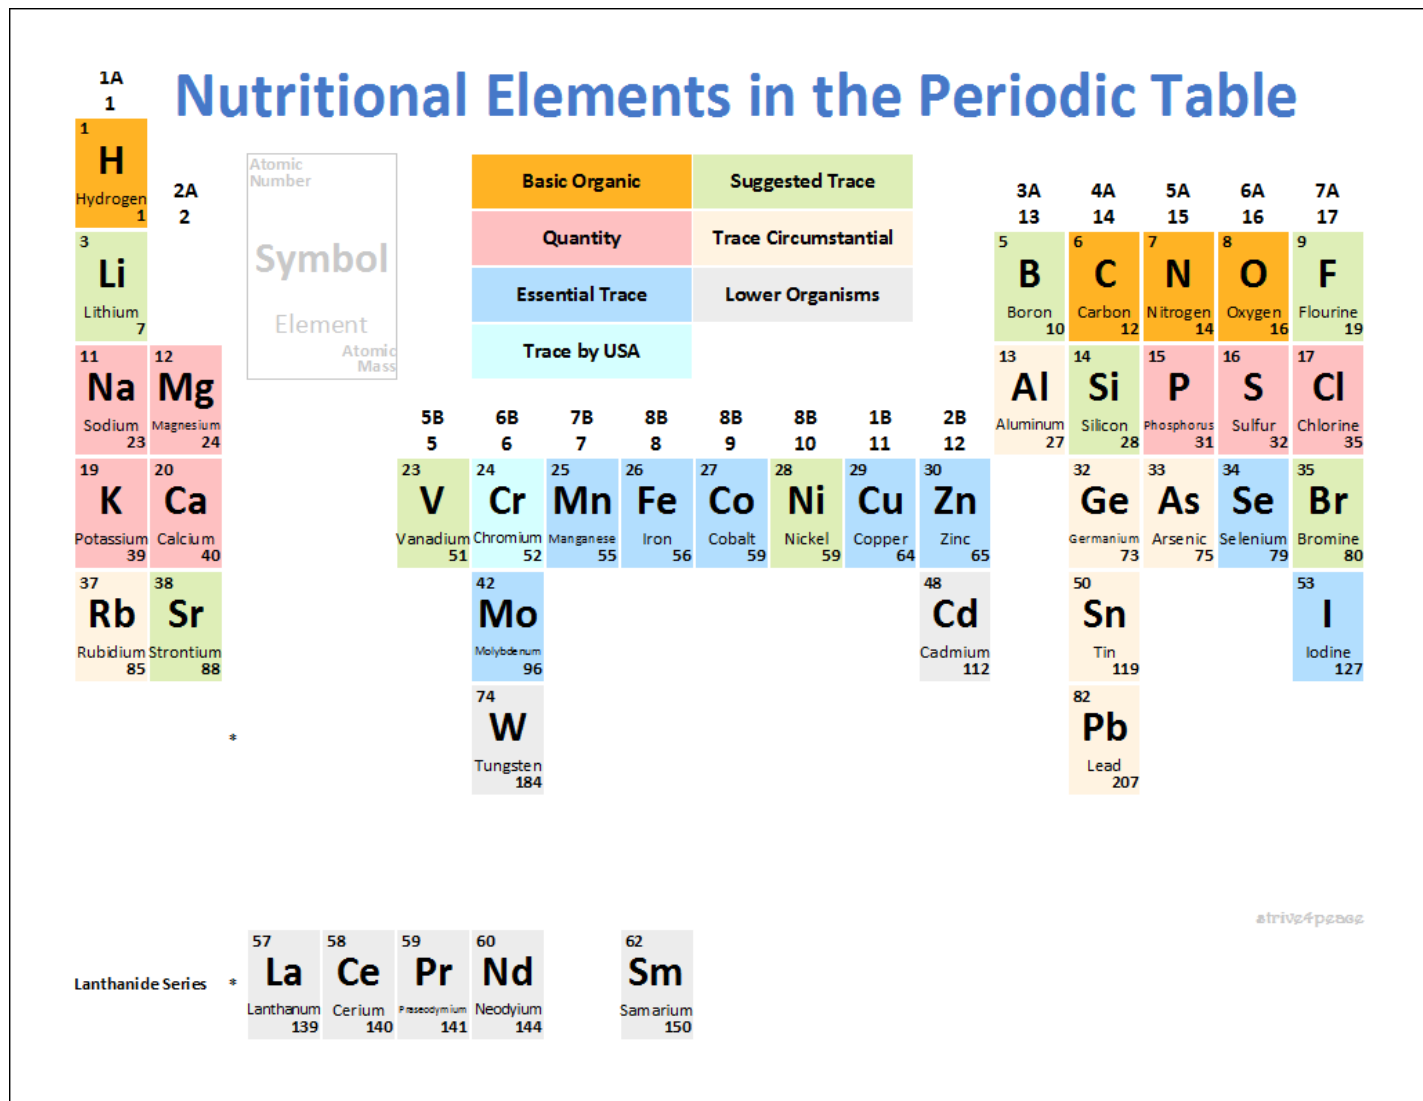 Nutritional Elements in the Periodic Table
1A
1
1
H
Hydrogen
1
2A
2
Atomic
Number
Symbol
Element
Atomic
Mass
Basic Organic
Suggested Trace
Quantity
Trace Circumstantial
Essential Trace
Lower Organisms
Trace by USA
3A 4A 5A 6A 7A
13 14 15 16 17
3 5 6 7 8 9
Li B C N O F
Lithium Boron Carbon Nitrogen Oxygen Flourine
7 10 12 14 16 19
11 12 13 14 15 16 17
Na Mg Al Si P S Cl
Sodium Magnesium Aluminum Silicon Phosphorus Sulfur Chlorine
23 24 27 28 31 32 35
5B 6B 7B 8B 8B 8B 1B 2B
5 6 7 8 9 10 11 12
19 20 23 24 25 26 27 28 29 30 32 33 34 35
K Ca V Cr Mn Fe Co Ni Cu Zn Ge As Se Br
Potassium Calcium Vanadium Chromium Manganese Iron Cobalt Nickel Copper Zinc Germanium Arsenic Selenium Bromine
39 40 51 52 55 56 59 59 64 65 73 75 79 80
37 38 42 48 50 53
Rb Sr Mo Cd Sn I
Rubidium Strontium Molybdenum Cadmium Tin Iodine
85 88 96 112 119 127
74 82
W Pb
* Tungsten Lead
184 207
strive4peace
57 58 59 60 62
La Ce Pr Nd Sm
Lanthanide Series * Lanthanum Cerium Praseodymium Neodyium Samarium
139 140 141 144 150